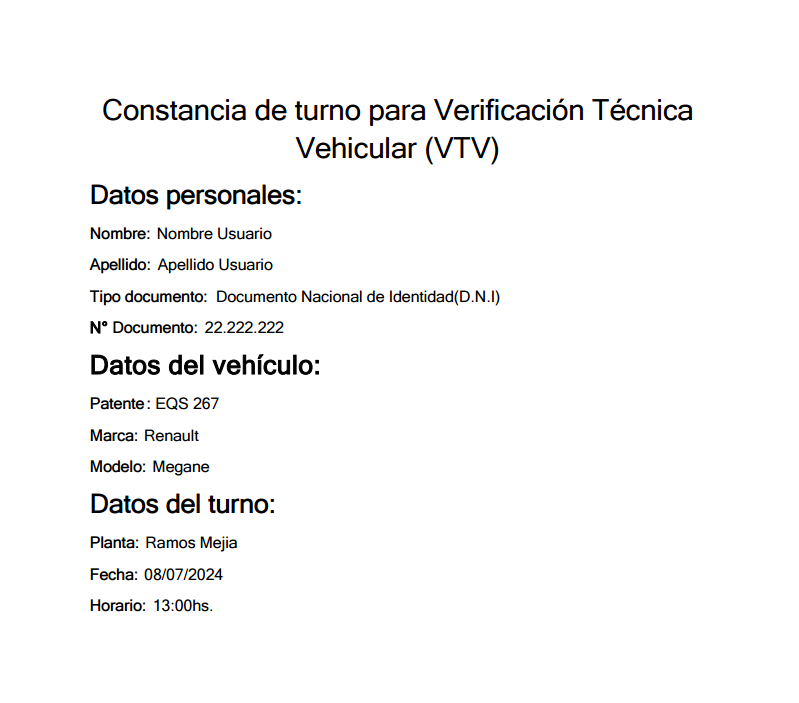 Constancia de turno para Verificación Técnica
Vehicular (VTV)
Datos personales:
Nombre: Nombre Usuario
Apellido: Apellido Usuario
Tipo documento: Documento Nacional de Identidad(D.N.I)
N° Documento: 22.222.222
Datos del vehículo:
Patente: EQS 267
Marca: Renault
Modelo: Megane
Datos del turno:
Planta: Ramos Mejia
Fecha: 08/07/2024
Horario: 13:00hs.